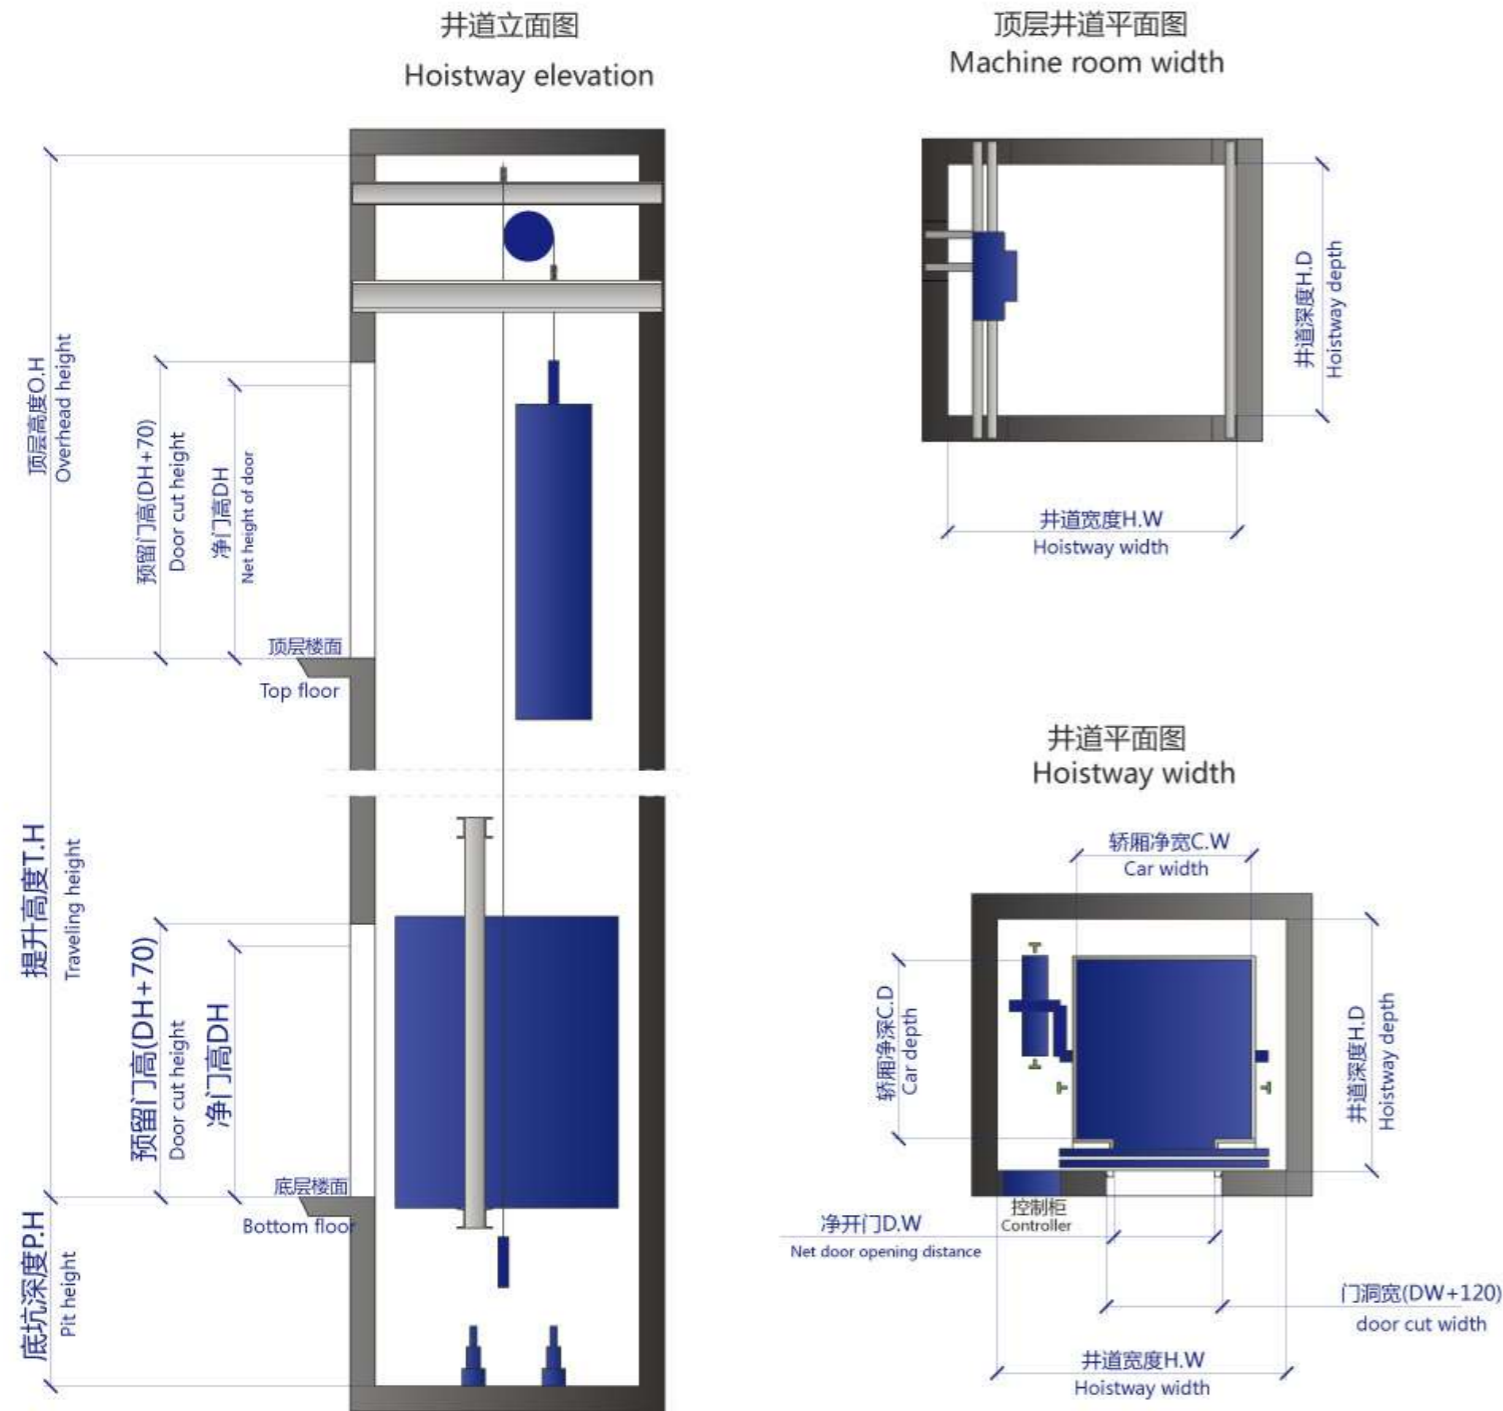 井道立面图
Hoistway elevation
顶层高度O.H
Overhead height
预留门高(DH+70)
Door cut height
净门高DH
Net height of door
顶层楼面
Top floor
提升高度T.H
Traveling height
预留门高(DH+70)
Door cut height
净门高DH
底层楼面
Bottom floor
底坑深度P.H
Pit height
顶层井道平面图
Machine room width
井道深度H.D
Hoistway depth
井道宽度H.W
Hoistway width
井道平面图
Hoistway width
轿厢净宽C.W
Car width
轿厢净深C.D
Car depth
井道深度H.D
Hoistway depth
控制柜
Controller
净开门D.W
Net door opening distance
门洞宽(DW+120)
door cut width
井道宽度H.W
Hoistway width